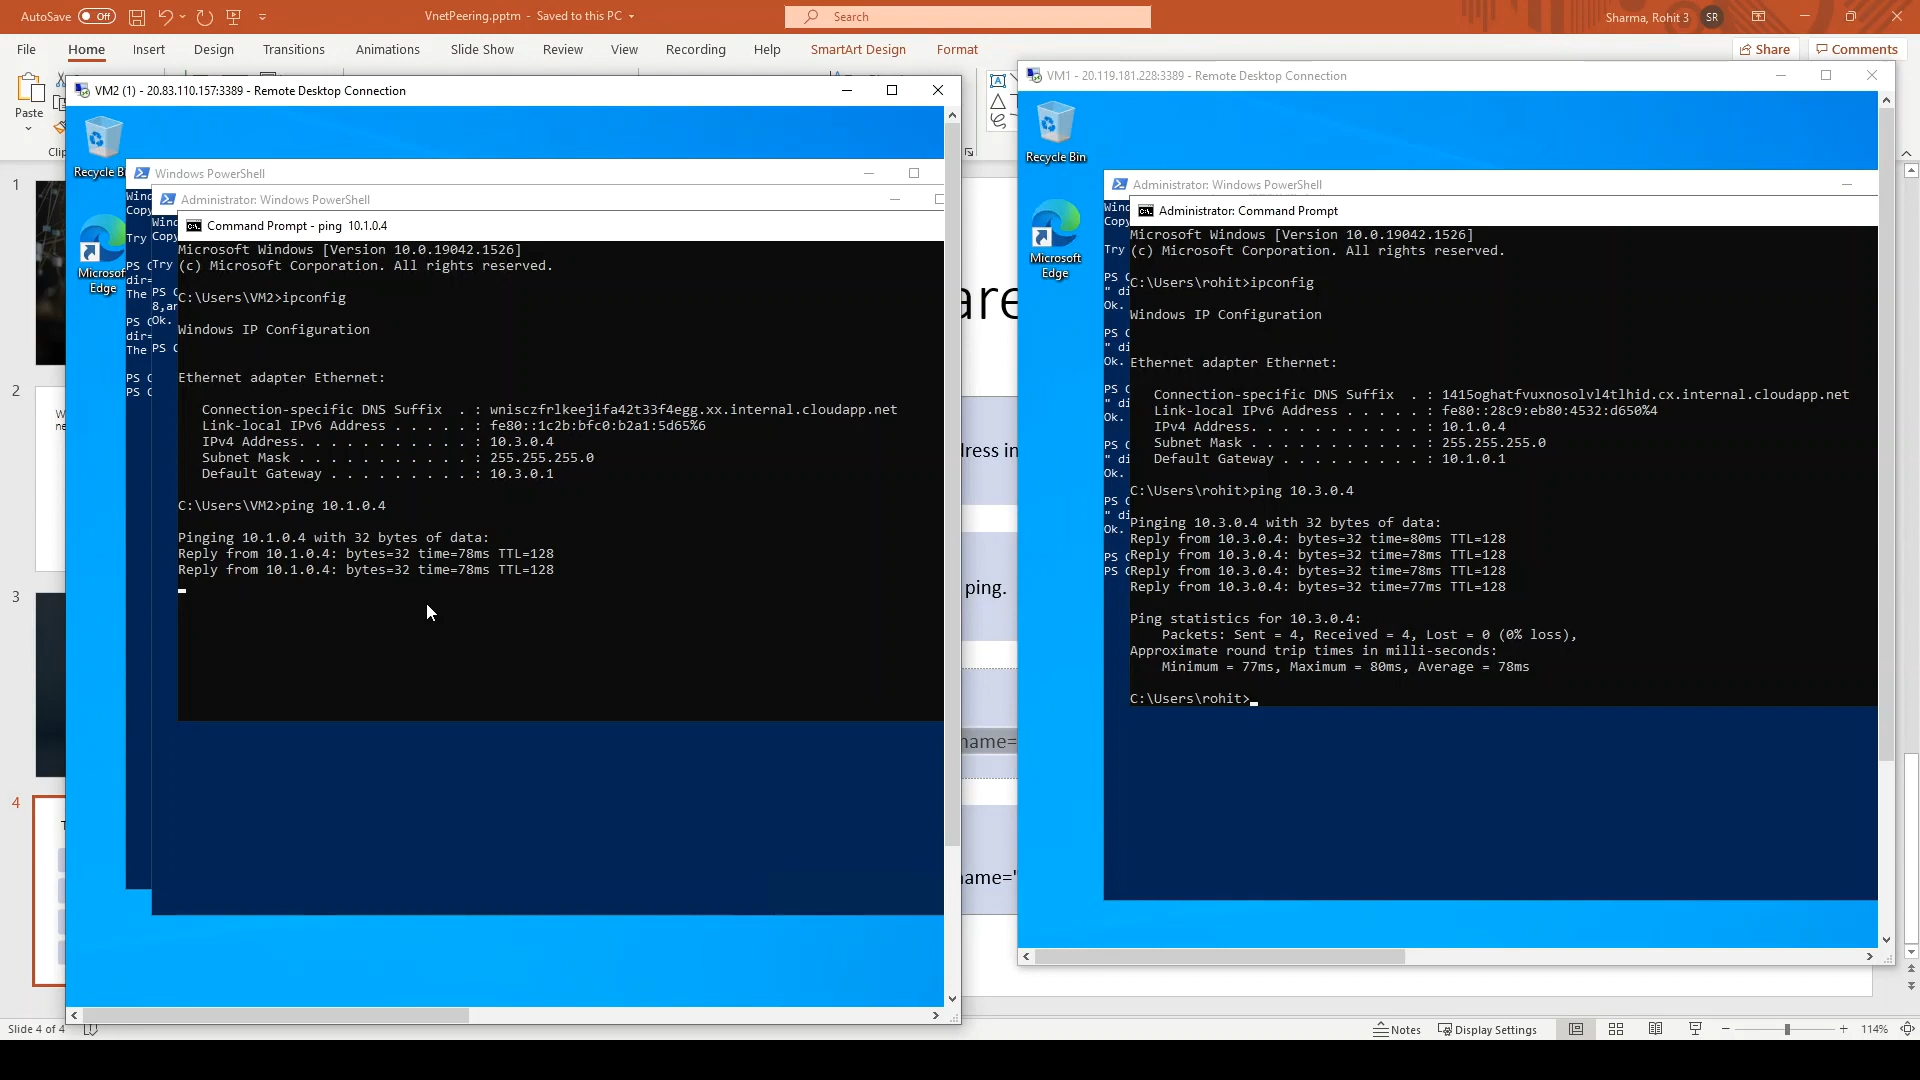 AutoSave Off
VnetPeering.pptm - Saved to this PC
Search
Sharma, Rohit 3 SR
File Home Insert Design Transitions Animations Slide Show Review View Recording Help SmartArt Design Format
Share Comments
Paste
Clip
1
2
3
4
VM2 (1) - 20.83.110.157:3389 - Remote Desktop Connection
Recycle B
Microsof
Edge
Windows PowerShell
Administrator: Windows PowerShell
Command Prompt - ping 10.1.0.4
Microsoft Windows [Version 10.0.19042.1526]
(c) Microsoft Corporation. All rights reserved.
C:\Users\VM2>ipconfig
Windows IP Configuration
Ethernet adapter Ethernet:
Connection-specific DNS Suffix . : wnisczfrlkeejifa42t33f4egg.xx.internal.cloudapp.net
Link-local IPv6 Address . . . . . : fe80::1c2b:bfc0:b2a1:5d65%6
IPv4 Address. . . . . . . . . . . : 10.3.0.4
Subnet Mask . . . . . . . . . . . : 255.255.255.0
Default Gateway . . . . . . . . . : 10.3.0.1
C:\Users\VM2>ping 10.1.0.4
Pinging 10.1.0.4 with 32 bytes of data:
Reply from 10.1.0.4: bytes=32 time=78ms TTL=128
Reply from 10.1.0.4: bytes=32 time=78ms TTL=128
are
dress in
ping.
name=
name="
VM1 - 20.119.181.228:3389 - Remote Desktop Connection
Recycle Bin
Microsoft
Edge
Administrator: Windows PowerShell
Administrator: Command Prompt
Microsoft Windows [Version 10.0.19042.1526]
(c) Microsoft Corporation. All rights reserved.
C:\Users\rohit>ipconfig
Windows IP Configuration
Ethernet adapter Ethernet:
Connection-specific DNS Suffix . : 1415oghatfvuxnosolvl4tlhid.cx.internal.cloudapp.net
Link-local IPv6 Address . . . . . : fe80::28c9:eb80:4532:d650%4
IPv4 Address. . . . . . . . . . . : 10.1.0.4
Subnet Mask . . . . . . . . . . . : 255.255.255.0
Default Gateway . . . . . . . . . : 10.1.0.1
C:\Users\rohit>ping 10.3.0.4
Pinging 10.3.0.4 with 32 bytes of data:
Reply from 10.3.0.4: bytes=32 time=80ms TTL=128
Reply from 10.3.0.4: bytes=32 time=78ms TTL=128
Reply from 10.3.0.4: bytes=32 time=78ms TTL=128
Reply from 10.3.0.4: bytes=32 time=77ms TTL=128
Ping statistics for 10.3.0.4:
Packets: Sent = 4, Received = 4, Lost = 0 (0% loss),
Approximate round trip times in milli-seconds:
Minimum = 77ms, Maximum = 80ms, Average = 78ms
C:\Users\rohit>
Slide 4 of 4
Notes Display Settings 114%